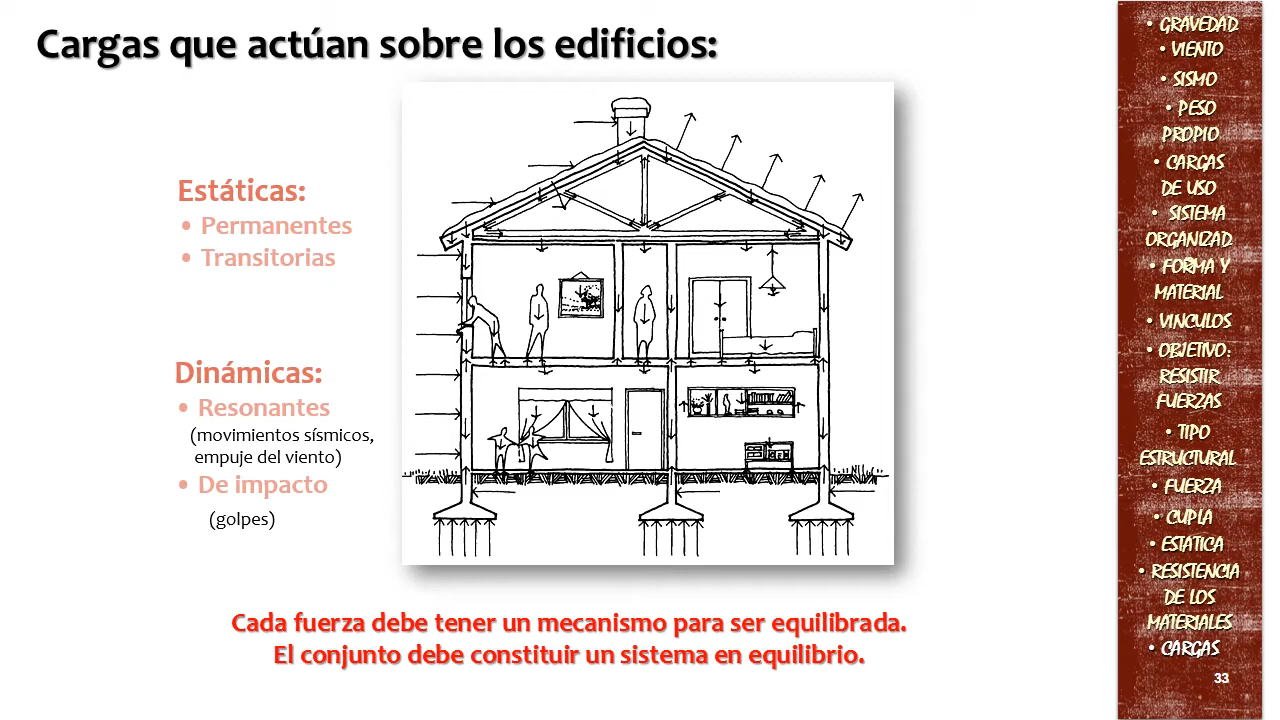 Cargas que actúan sobre los edificios:
Estáticas:
• Permanentes
• Transitorias
Dinámicas:
• Resonantes
(movimientos sísmicos,
empuje del viento)
• De impacto
(golpes)
Cada fuerza debe tener un mecanismo para ser equilibrada.
El conjunto debe constituir un sistema en equilibrio.
• GRAVEDAD
• VIENTO
• SISMO
• PESO
PROPIO
• CARGAS
DE USO
• SISTEMA
ORGANIZAD
R
• FORMA Y
MATERIAL
• VINCULOS
• OBJETIVO:
RESISTIR
FUERZAS
• TIPO
ESTRUCTURAL
• FUERZA
• CUPLA
• ESTATICA
• RESISTENCIA
DE LOS
MATERIALES
• CARGAS
33